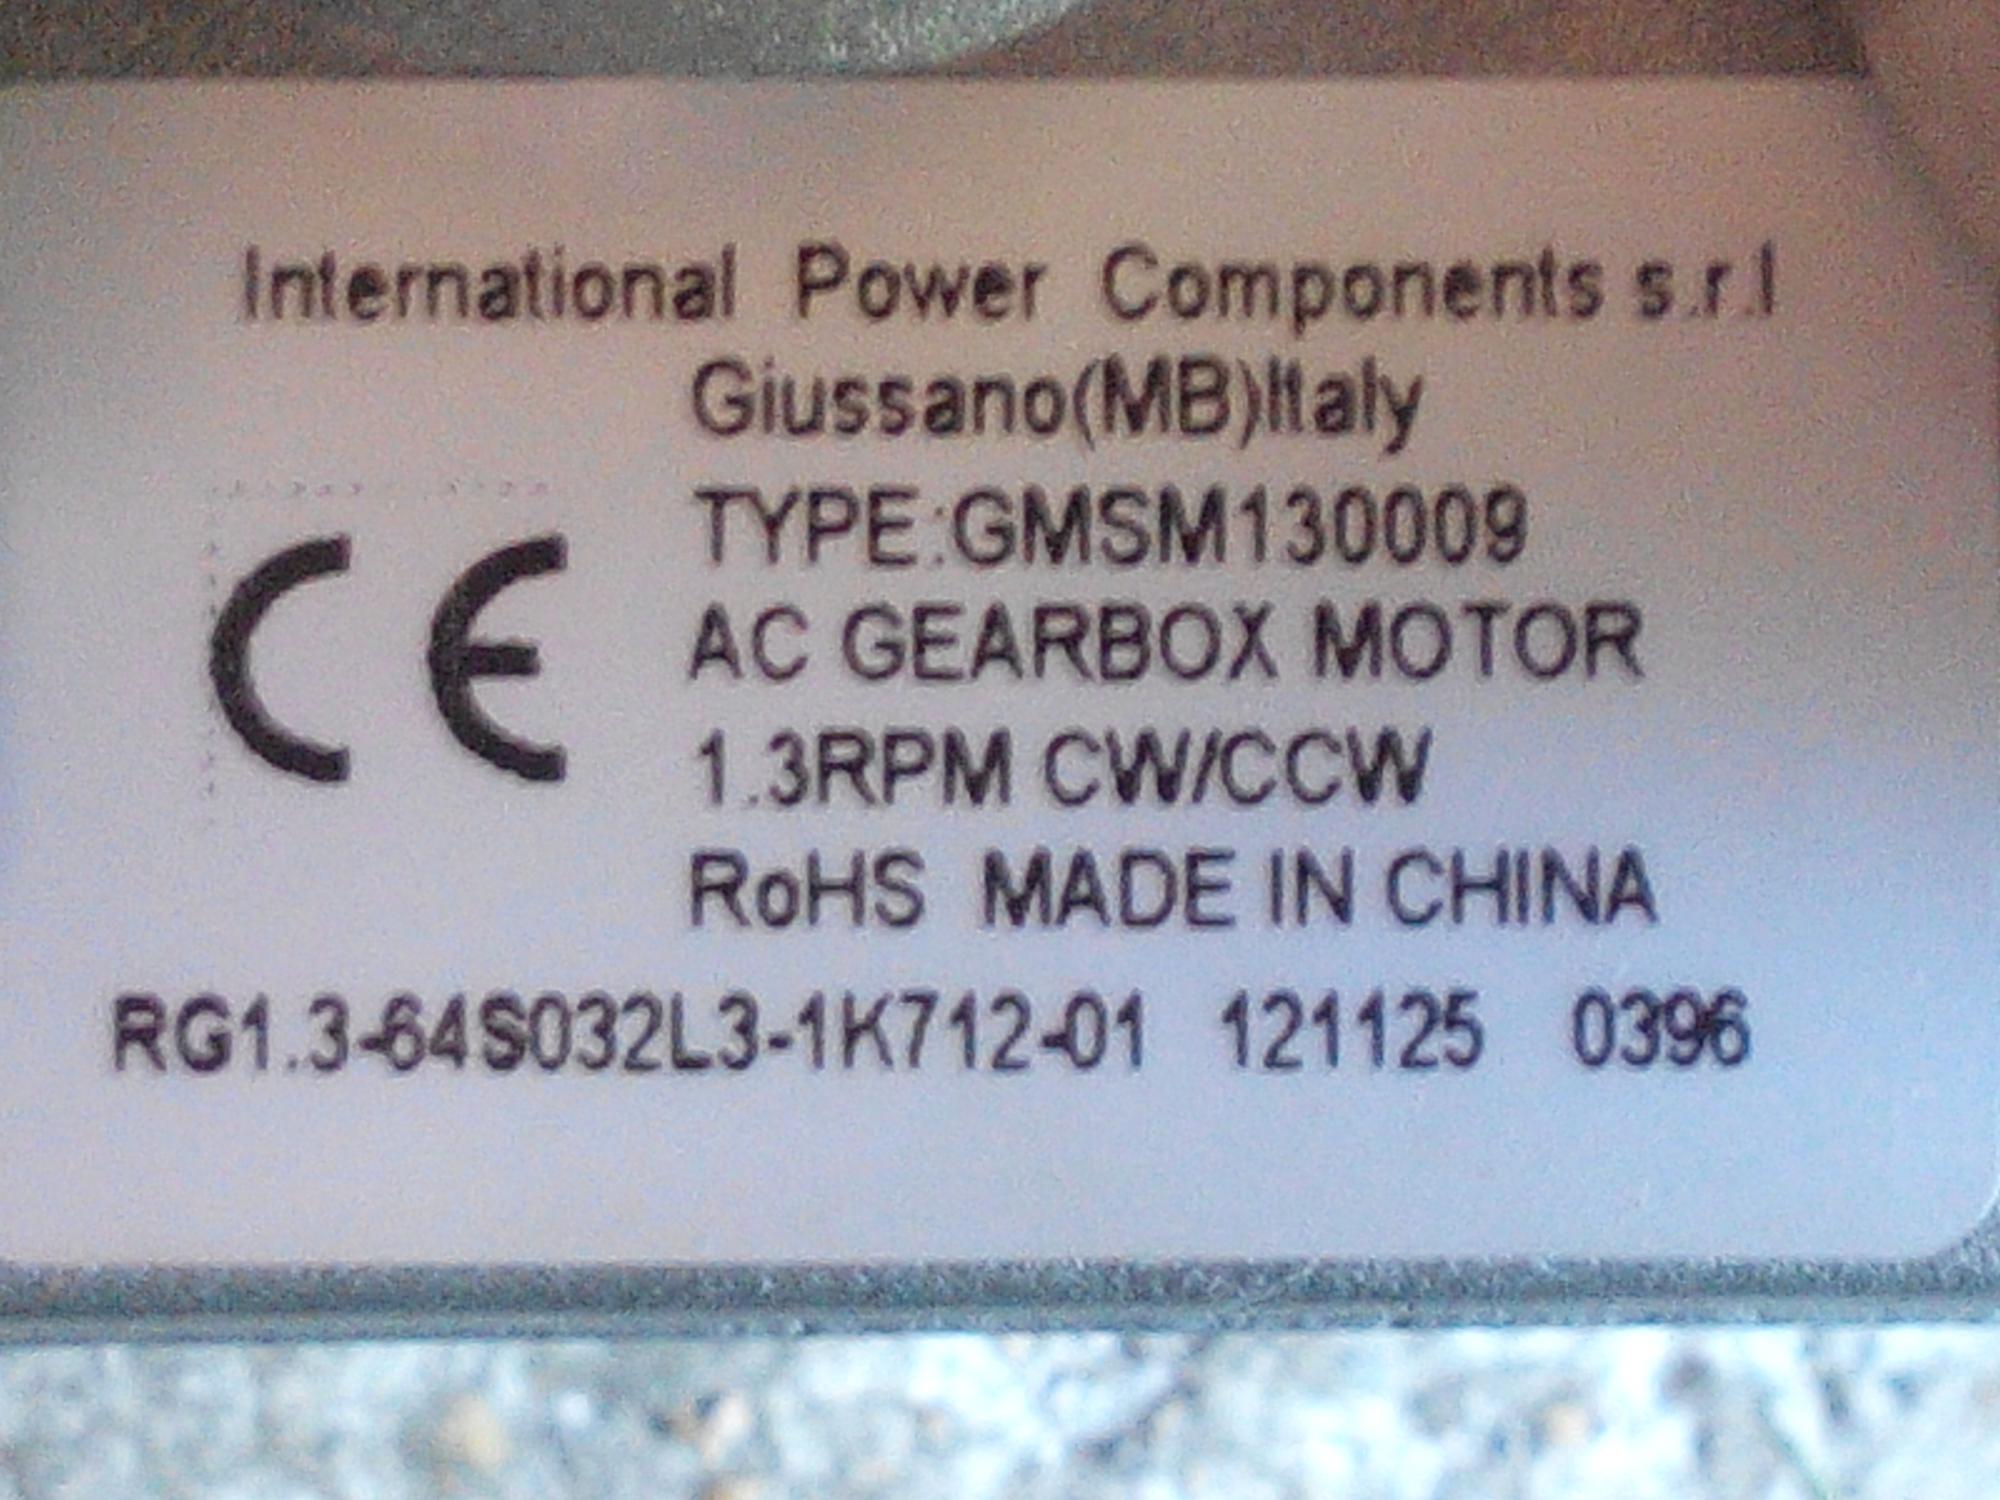 International Power Components s.r.l
Giussano(MB)Italy
CE
TYPE:GMSM130009
AC GEARBOX MOTOR
1.3RPM CW/CCW
RoHS MADE IN CHINA
RG1.3-64S032L3-1K712-01 121125 0396